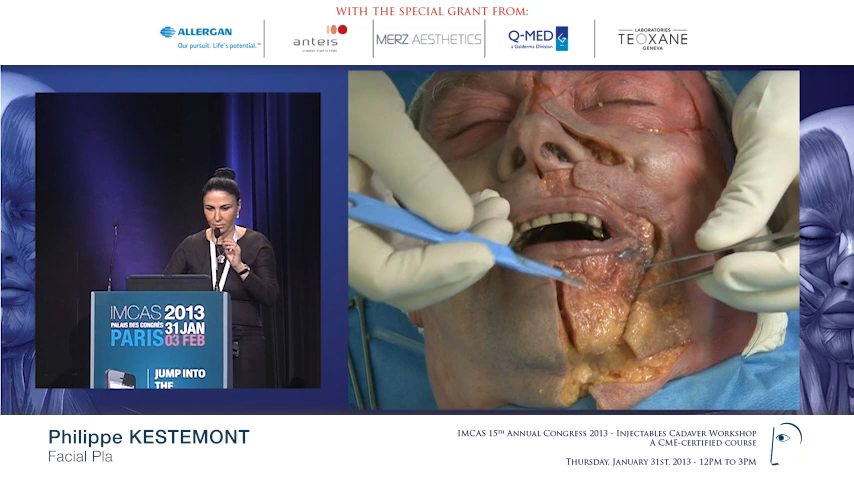 WITH THE SPECIAL GRANT FROM:
ALLERGAN
Our pursuit. Life's potential.™
anteis
MERZ AESTHETICS
Q-MED
a Galderma Division
LABORATORIES
TEOXANE
GENEVA
IMCAS 2013
PALAIS DES CONGRÈS 31 JAN
PARIS 03 FEB
JUMP INTO
THE
Philippe KESTEMONT
Facial Pla
IMCAS 15TH ANNUAL CONGRESS 2013 - INJECTABLES CADAVER WORKSHOP
A CME-CERTIFIED COURSE
THURSDAY, JANUARY 31ST, 2013 - 12PM TO 3PM